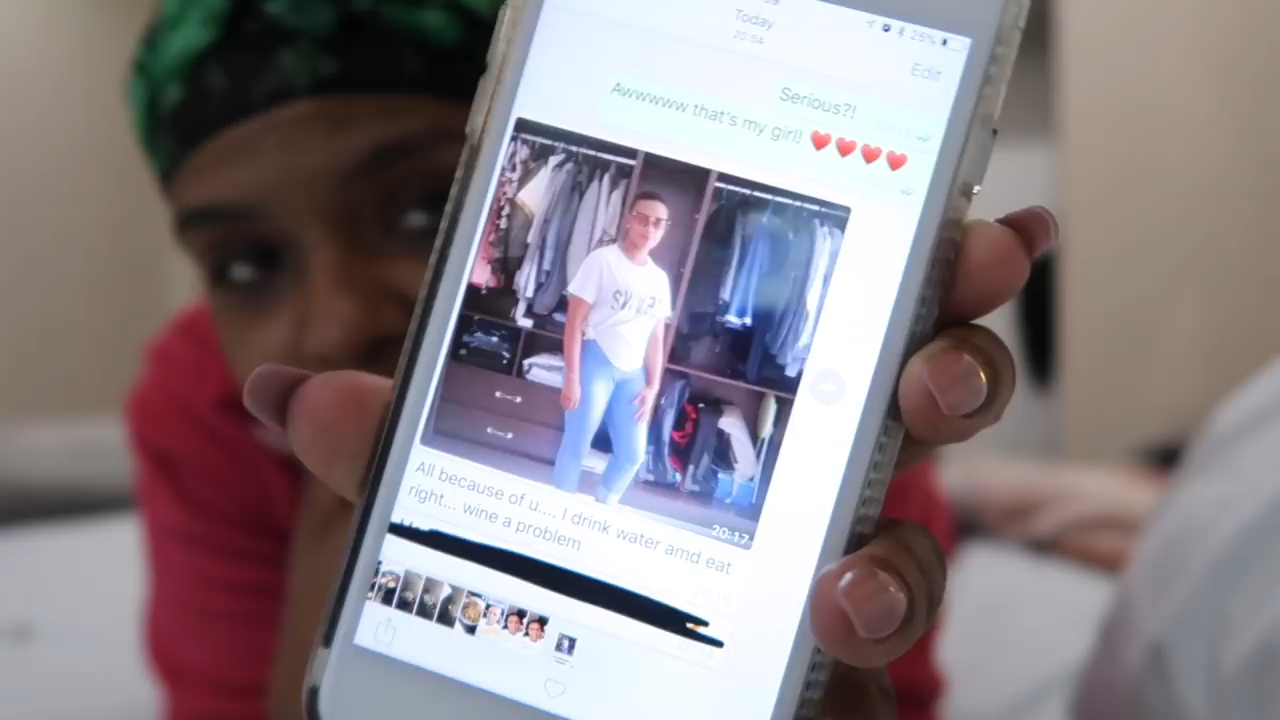 Today
20:54
25%
Edit
Serious?!
Awwwww that's my girl! ❤️❤️❤️❤️
All because of u.... I drink water amd eat
right... wine a problem
20:17